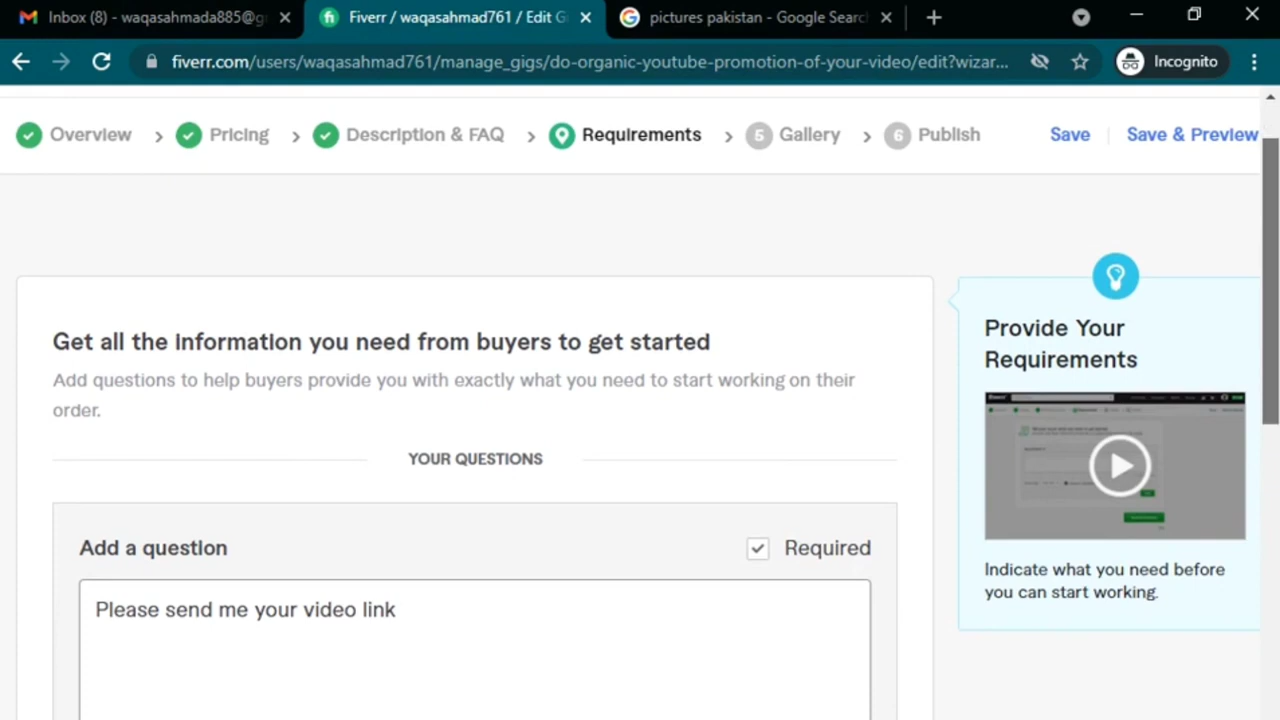 Inbox (8) - waqasahmada885@g
Fiverr / waqasahmad761 / Edit G
pictures pakistan - Google Search
fiverr.com/users/waqasahmad761/manage_gigs/do-organic-youtube-promotion-of-your-video/edit?wizar...
Incognito
Overview
Pricing
Description & FAQ
Requirements
5 Gallery
6 Publish
Save
Save & Preview
Get all the information you need from buyers to get started
Add questions to help buyers provide you with exactly what you need to start working on their
order.
YOUR QUESTIONS
Add a question
Required
Please send me your video link
Provide Your
Requirements
Indicate what you need before
you can start working.